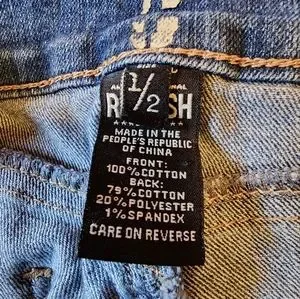 SIZE
1/2
MADE IN THE
PEOPLE'S REPUBLIC
OF CHINA
FRONT:
100%COTTON
BACK:
79%COTTON
20%POLYESTER
1%SPANDEX
CARE ON REVERSE